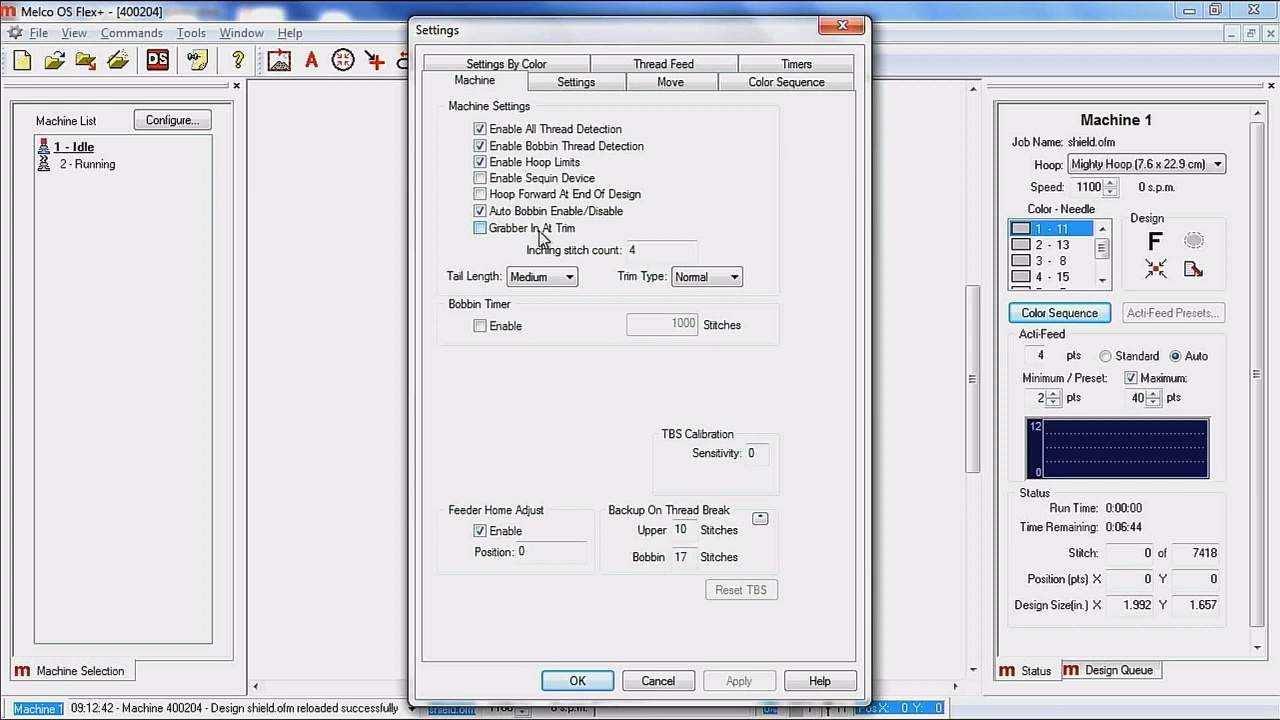 Melco OS Flex+ - [400204]
File View Commands Tools Window Help
DS
Machine List
Configure...
1 - Idle
2 - Running
Machine Selection
Settings
Settings By Color
Thread Feed
Timers
Machine
Settings
Move
Color Sequence
Machine Settings
Enable All Thread Detection
Enable Bobbin Thread Detection
Enable Hoop Limits
Enable Sequin Device
Hoop Forward At End Of Design
Auto Bobbin Enable/Disable
Grabber In At Trim
Inching stitch count: 4
Tail Length: Medium
Trim Type: Normal
Bobbin Timer
Enable
1000 Stitches
TBS Calibration
Sensitivity: 0
Feeder Home Adjust
Enable
Position: 0
Backup On Thread Break
Upper 10 Stitches
Bobbin 17 Stitches
Reset TBS
OK
Cancel
Apply
Help
Machine 1
Job Name: shield.ofm
Hoop: Mighty Hoop (7.6 x 22.9 cm)
Speed: 1100 0 s.p.m.
Color - Needle
1 - 11
2 - 13
3 - 8
4 - 15
Design
F
Color Sequence
Acti-Feed Presets...
Acti-Feed
4 pts Standard Auto
Minimum / Preset: Maximum:
2 pts 40 pts
12
0
Status
Run Time: 0:00:00
Time Remaining: 0:06:44
Stitch: 0 of 7418
Position (pts) X 0 Y 0
Design Size(in.) X 1.992 Y 1.657
Status
Design Queue
Machine 1 09:12:42 - Machine 400204 - Design shield.ofm reloaded successfully
shield.ofm 1100 0 s.p.m. 0% Pos X: 0 Y: 0